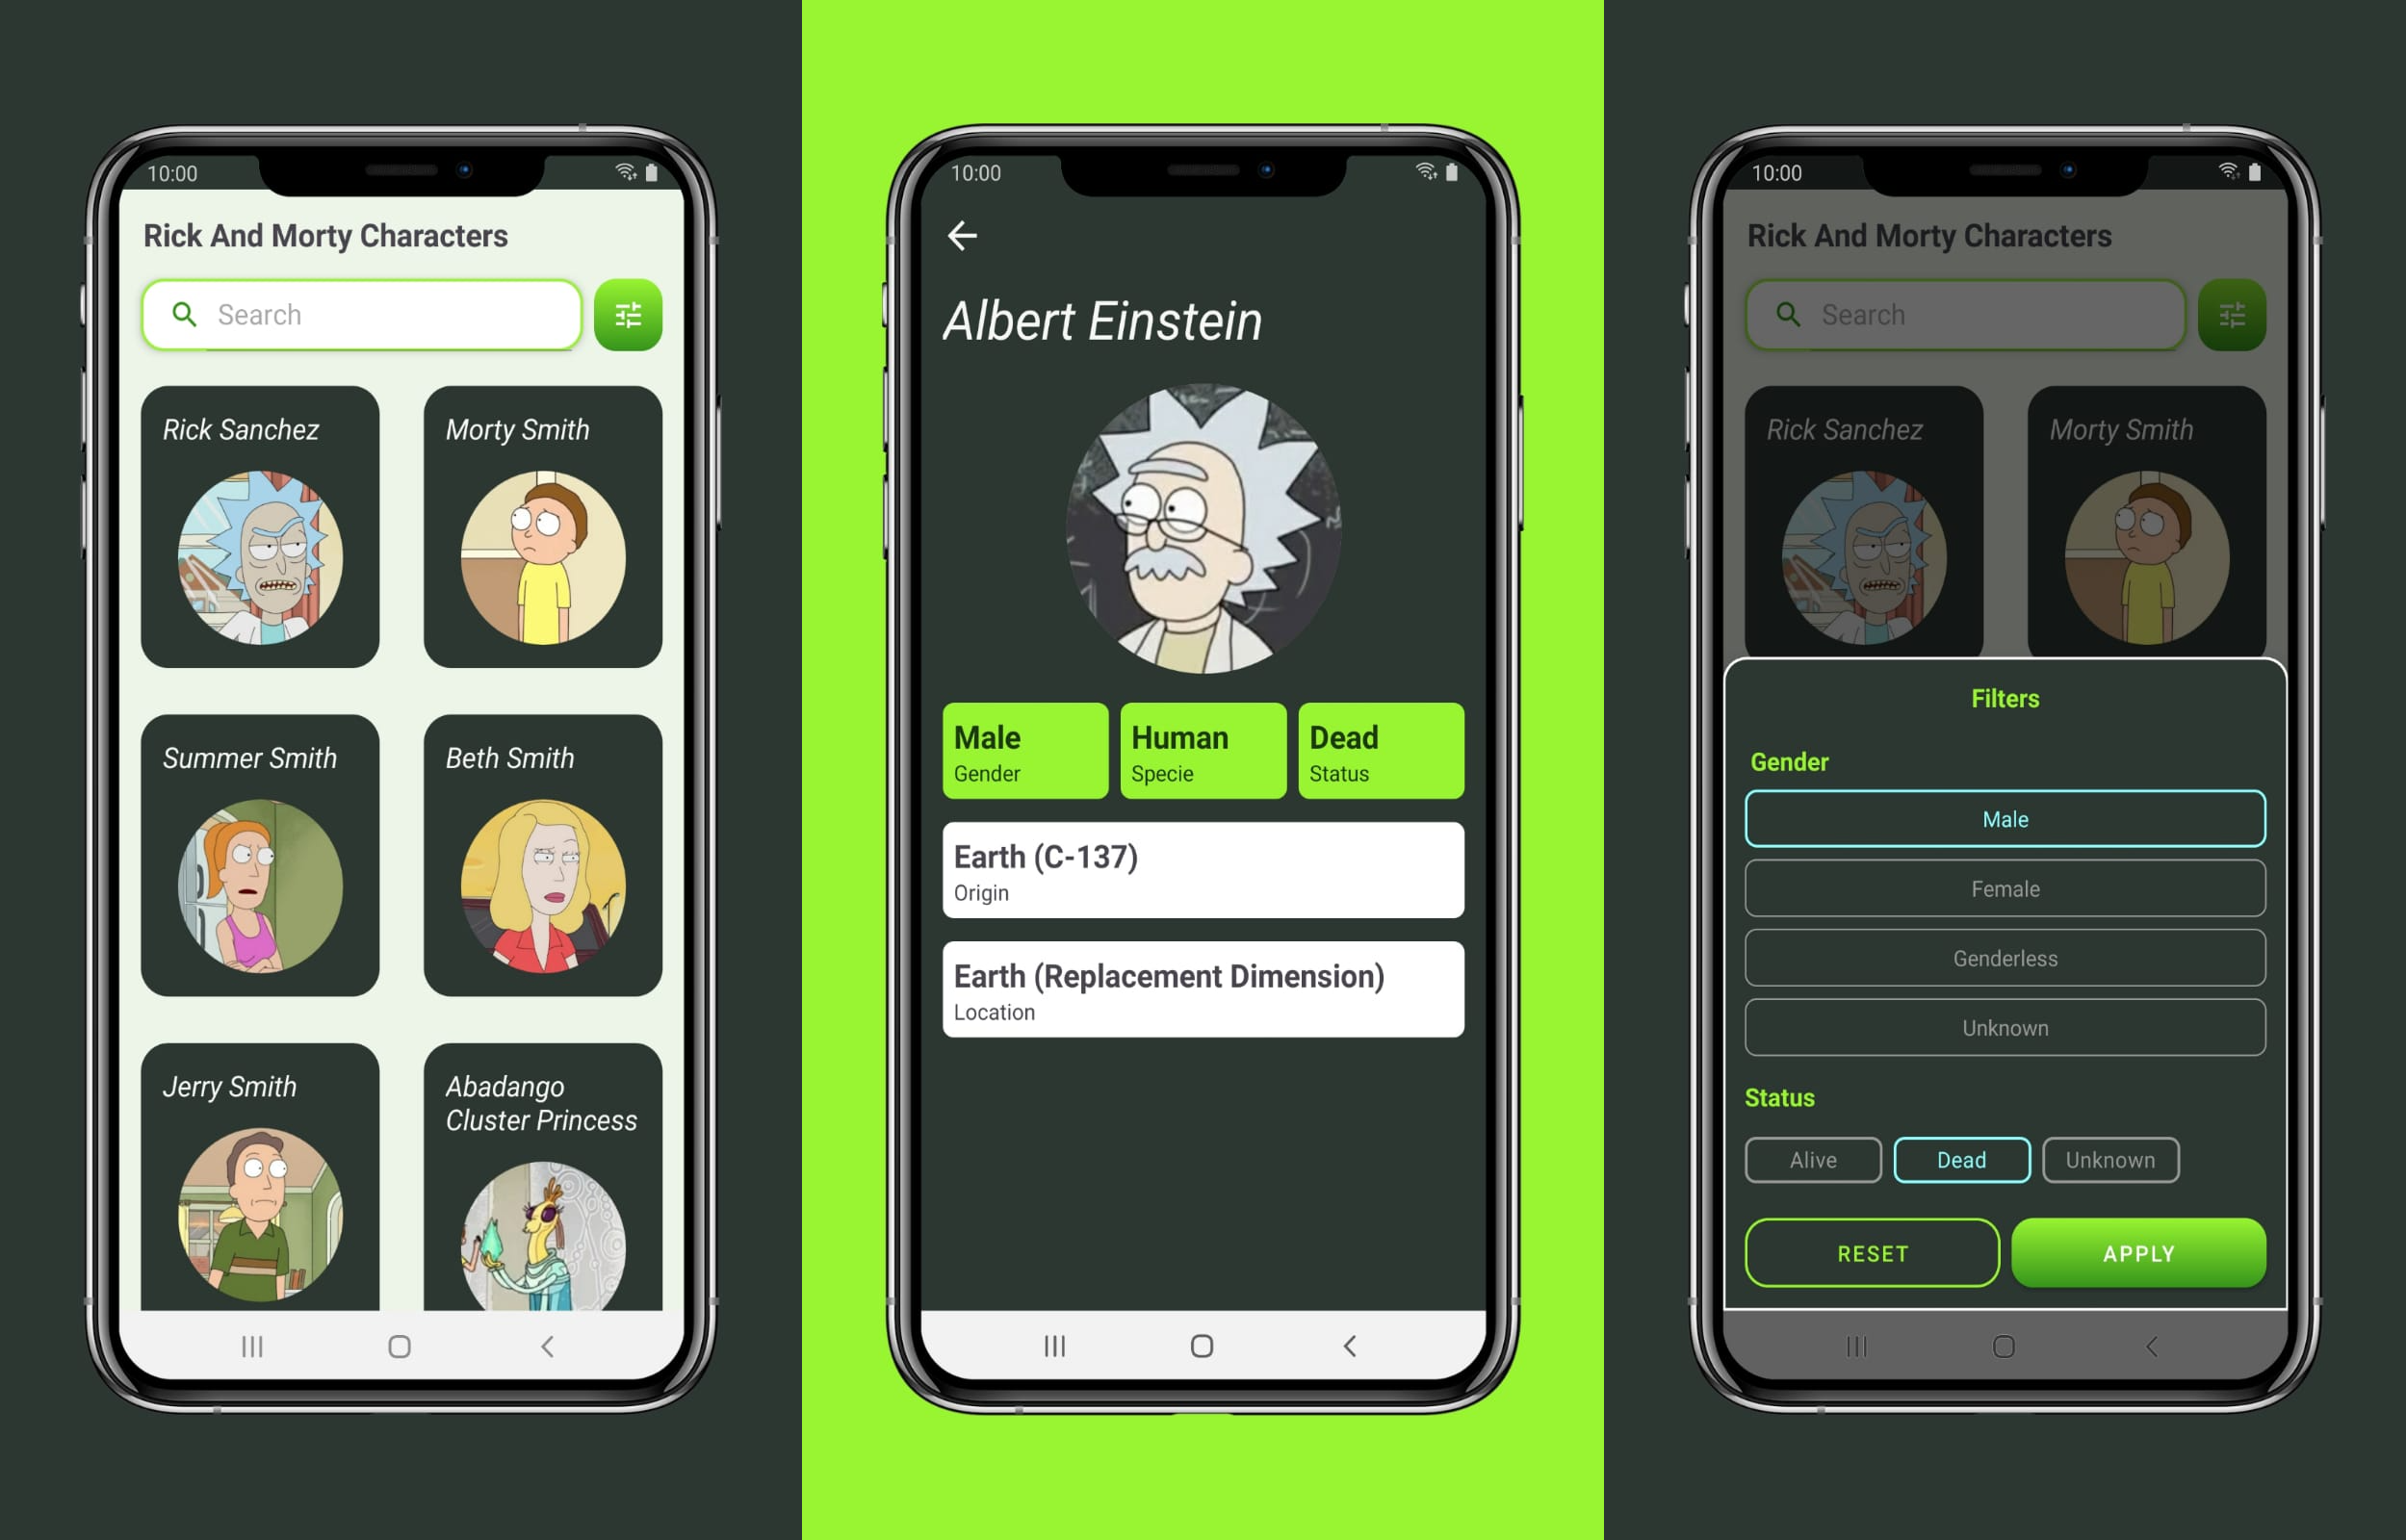 10:00
Rick And Morty Characters
Search
Rick Sanchez
Morty Smith
Summer Smith
Beth Smith
Jerry Smith
Abadango
Cluster Princess
10:00
Albert Einstein
Male
Gender
Human
Specie
Dead
Status
Earth (C-137)
Origin
Earth (Replacement Dimension)
Location
10:00
Rick And Morty Characters
Search
Rick Sanchez
Morty Smith
Filters
Gender
Male
Female
Genderless
Unknown
Status
Alive
Dead
Unknown
RESET
APPLY